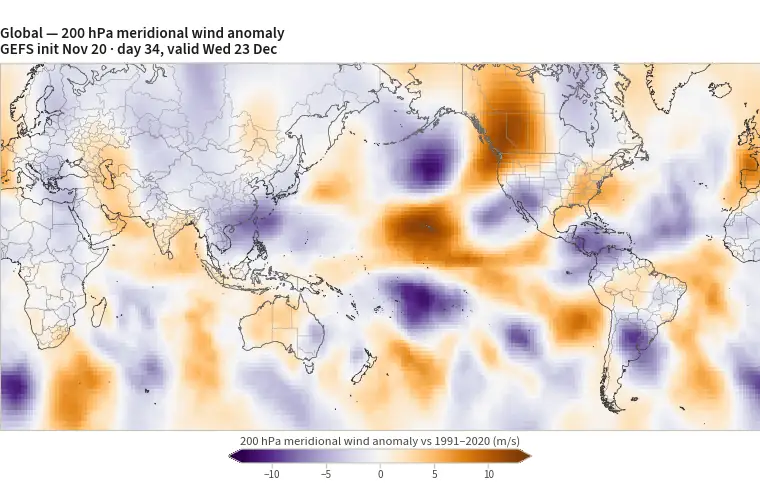 Global — 200 hPa meridional wind anomaly
GEFS init Nov 20 · day 34, valid Wed 23 Dec
200 hPa meridional wind anomaly vs 1991–2020 (m/s)
−10 −5 0 5 10